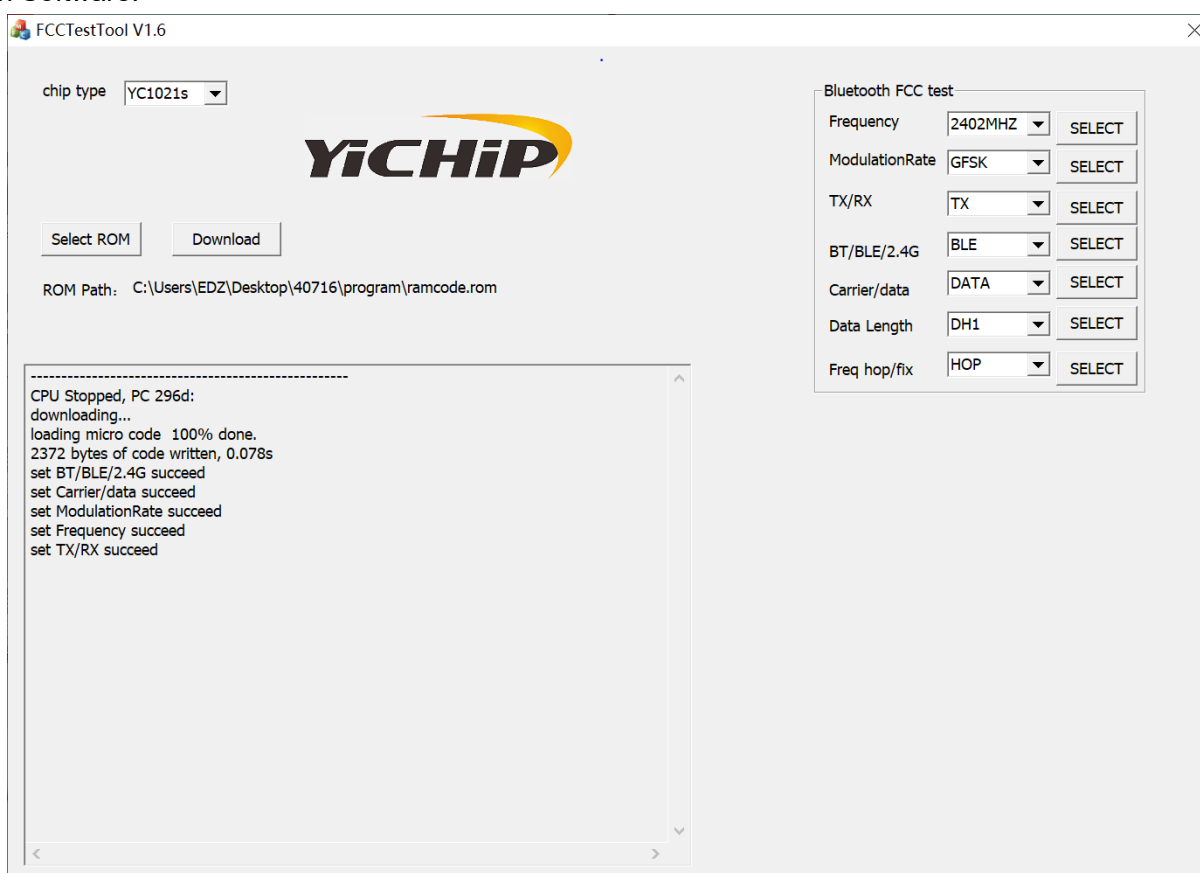 FCCTestTool V1.6
chip type YC1021s
YiCHiP
Select ROM Download
ROM Path: C:\Users\EDZ\Desktop\40716\program\ramcode.rom
-----------------------------------------------------
CPU Stopped, PC 296d:
downloading...
loading micro code 100% done.
2372 bytes of code written, 0.078s
set BT/BLE/2.4G succeed
set Carrier/data succeed
set ModulationRate succeed
set Frequency succeed
set TX/RX succeed
Bluetooth FCC test
Frequency 2402MHZ SELECT
ModulationRate GFSK SELECT
TX/RX TX SELECT
BT/BLE/2.4G BLE SELECT
Carrier/data DATA SELECT
Data Length DH1 SELECT
Freq hop/fix HOP SELECT